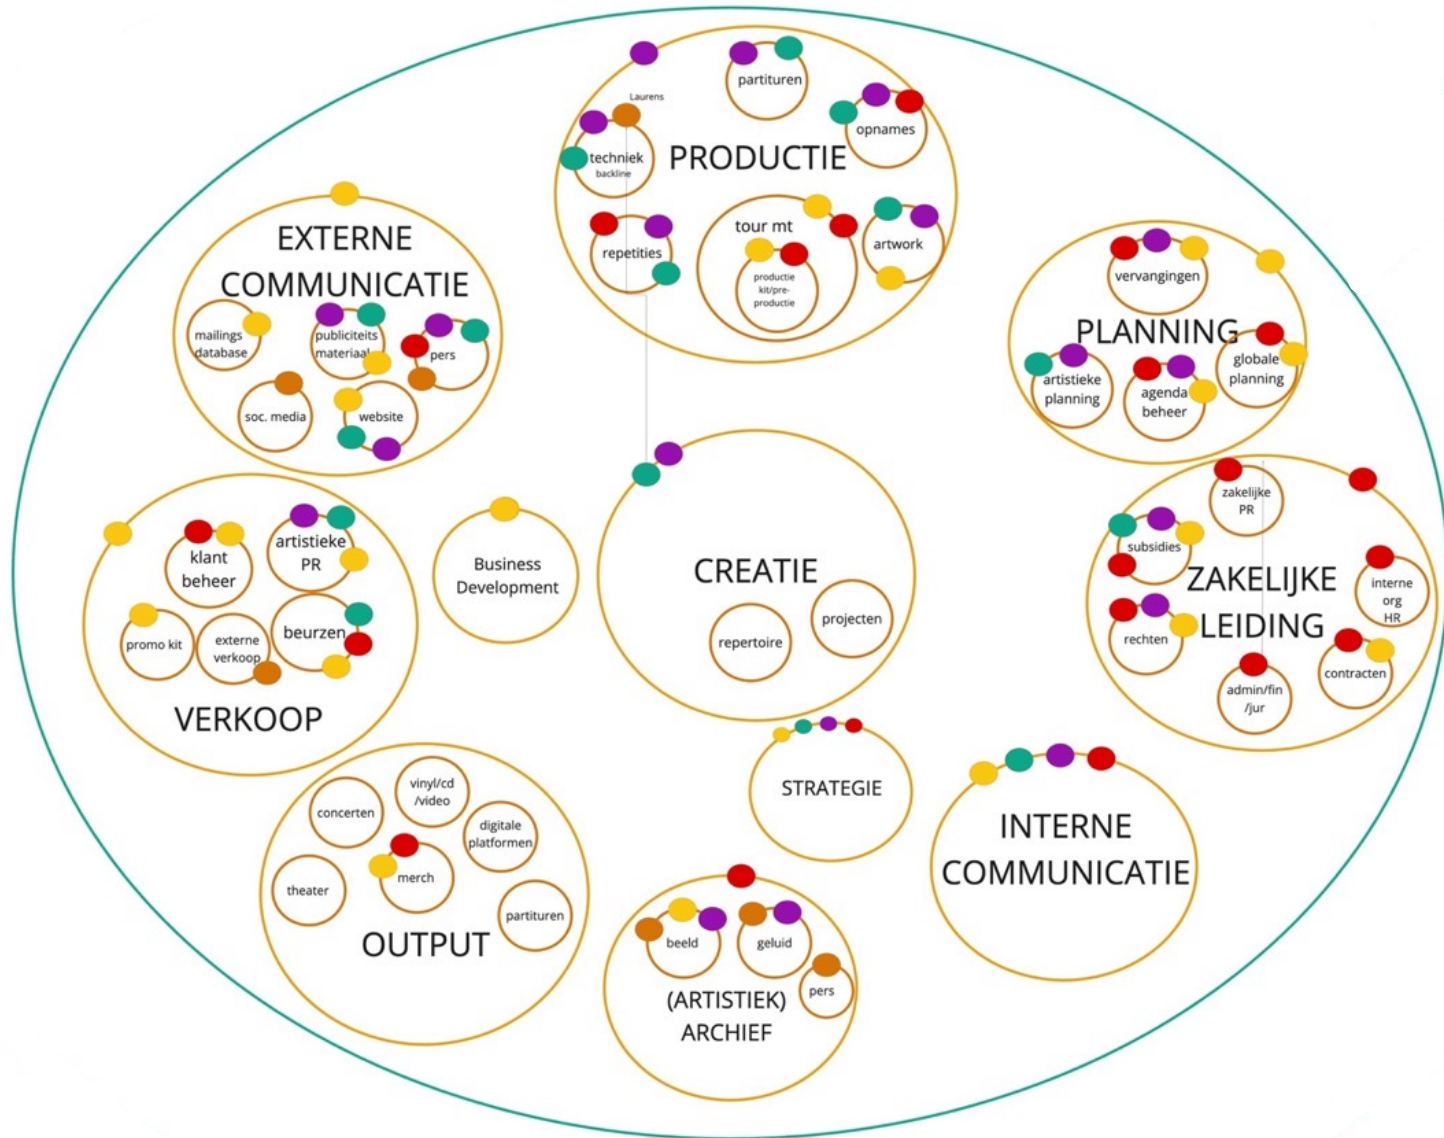 Laurens
partituren
opnames
techniek
backline
PRODUCTIE
repetities
tour mt
artwork
productie
kit/pre-
productie
EXTERNE
COMMUNICATIE
mailings
database
publiciteits
materiaal
pers
soc. media
website
vervangingen
PLANNING
artistieke
planning
agenda
beheer
globale
planning
klant
beheer
artistieke
PR
promo kit
externe
verkoop
beurzen
VERKOOP
Business
Development
CREATIE
repertoire
projecten
zakelijke
PR
subsidies
ZAKELIJKE
LEIDING
interne
org
HR
rechten
contracten
admin/fin
/jur
STRATEGIE
INTERNE
COMMUNICATIE
concerten
vinyl/cd
/video
digitale
platformen
theater
merch
partituren
OUTPUT
beeld
geluid
pers
(ARTISTIEK)
ARCHIEF